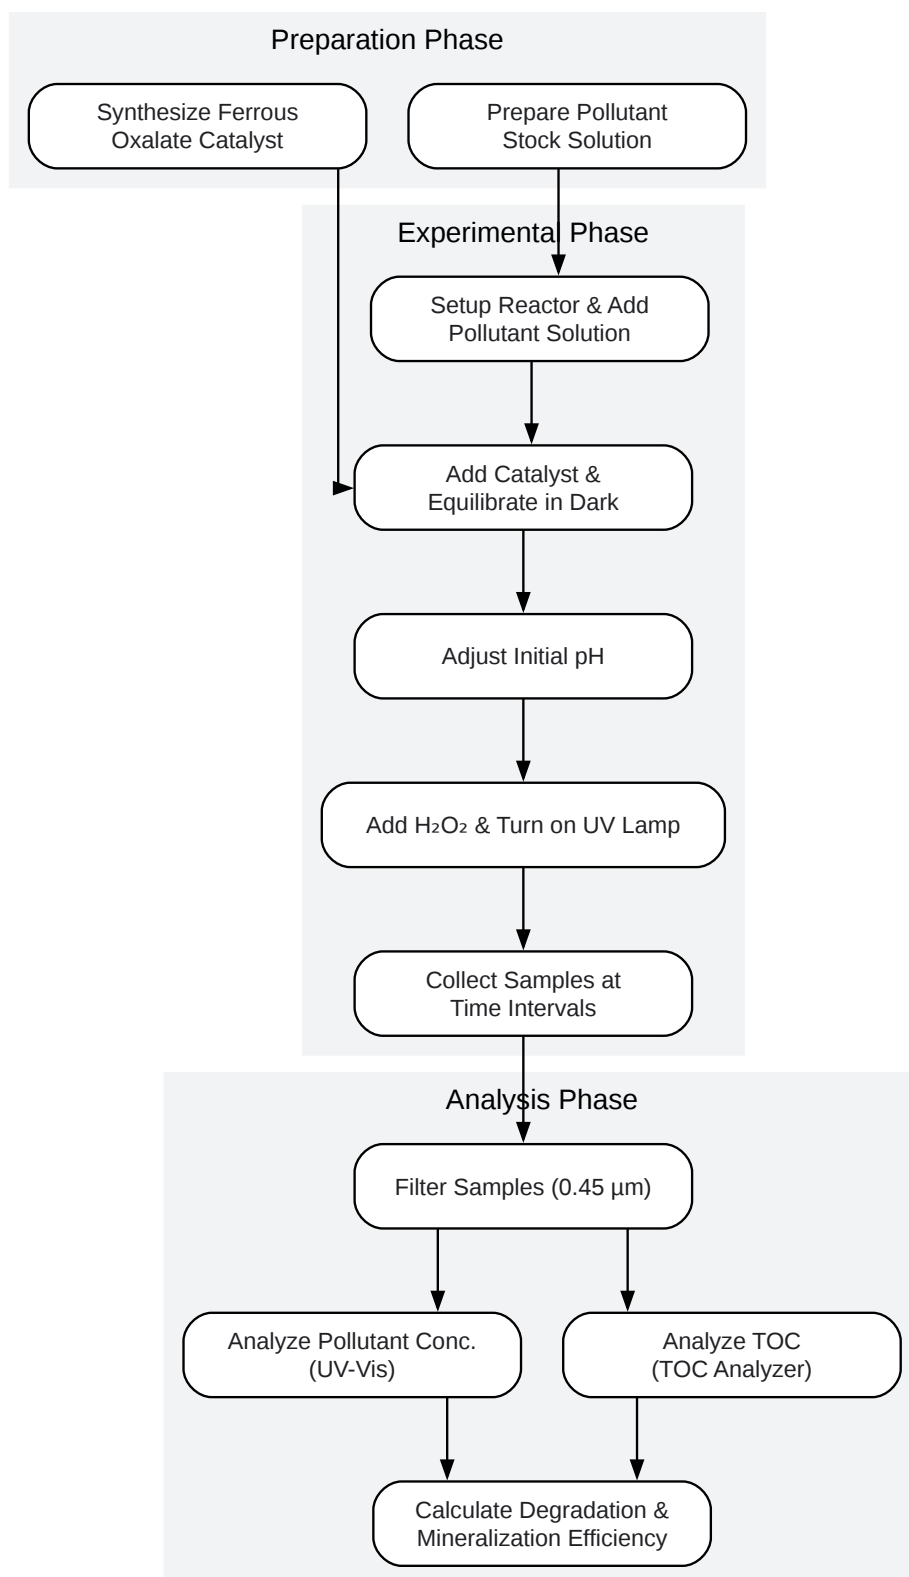 Preparation Phase
Synthesize Ferrous
Oxalate Catalyst
Prepare Pollutant
Stock Solution
Experimental Phase
Setup Reactor & Add
Pollutant Solution
Add Catalyst &
Equilibrate in Dark
Adjust Initial pH
Add H₂O₂ & Turn on UV Lamp
Collect Samples at
Time Intervals
Analysis Phase
Filter Samples (0.45 µm)
Analyze Pollutant Conc.
(UV-Vis)
Analyze TOC
(TOC Analyzer)
Calculate Degradation &
Mineralization Efficiency